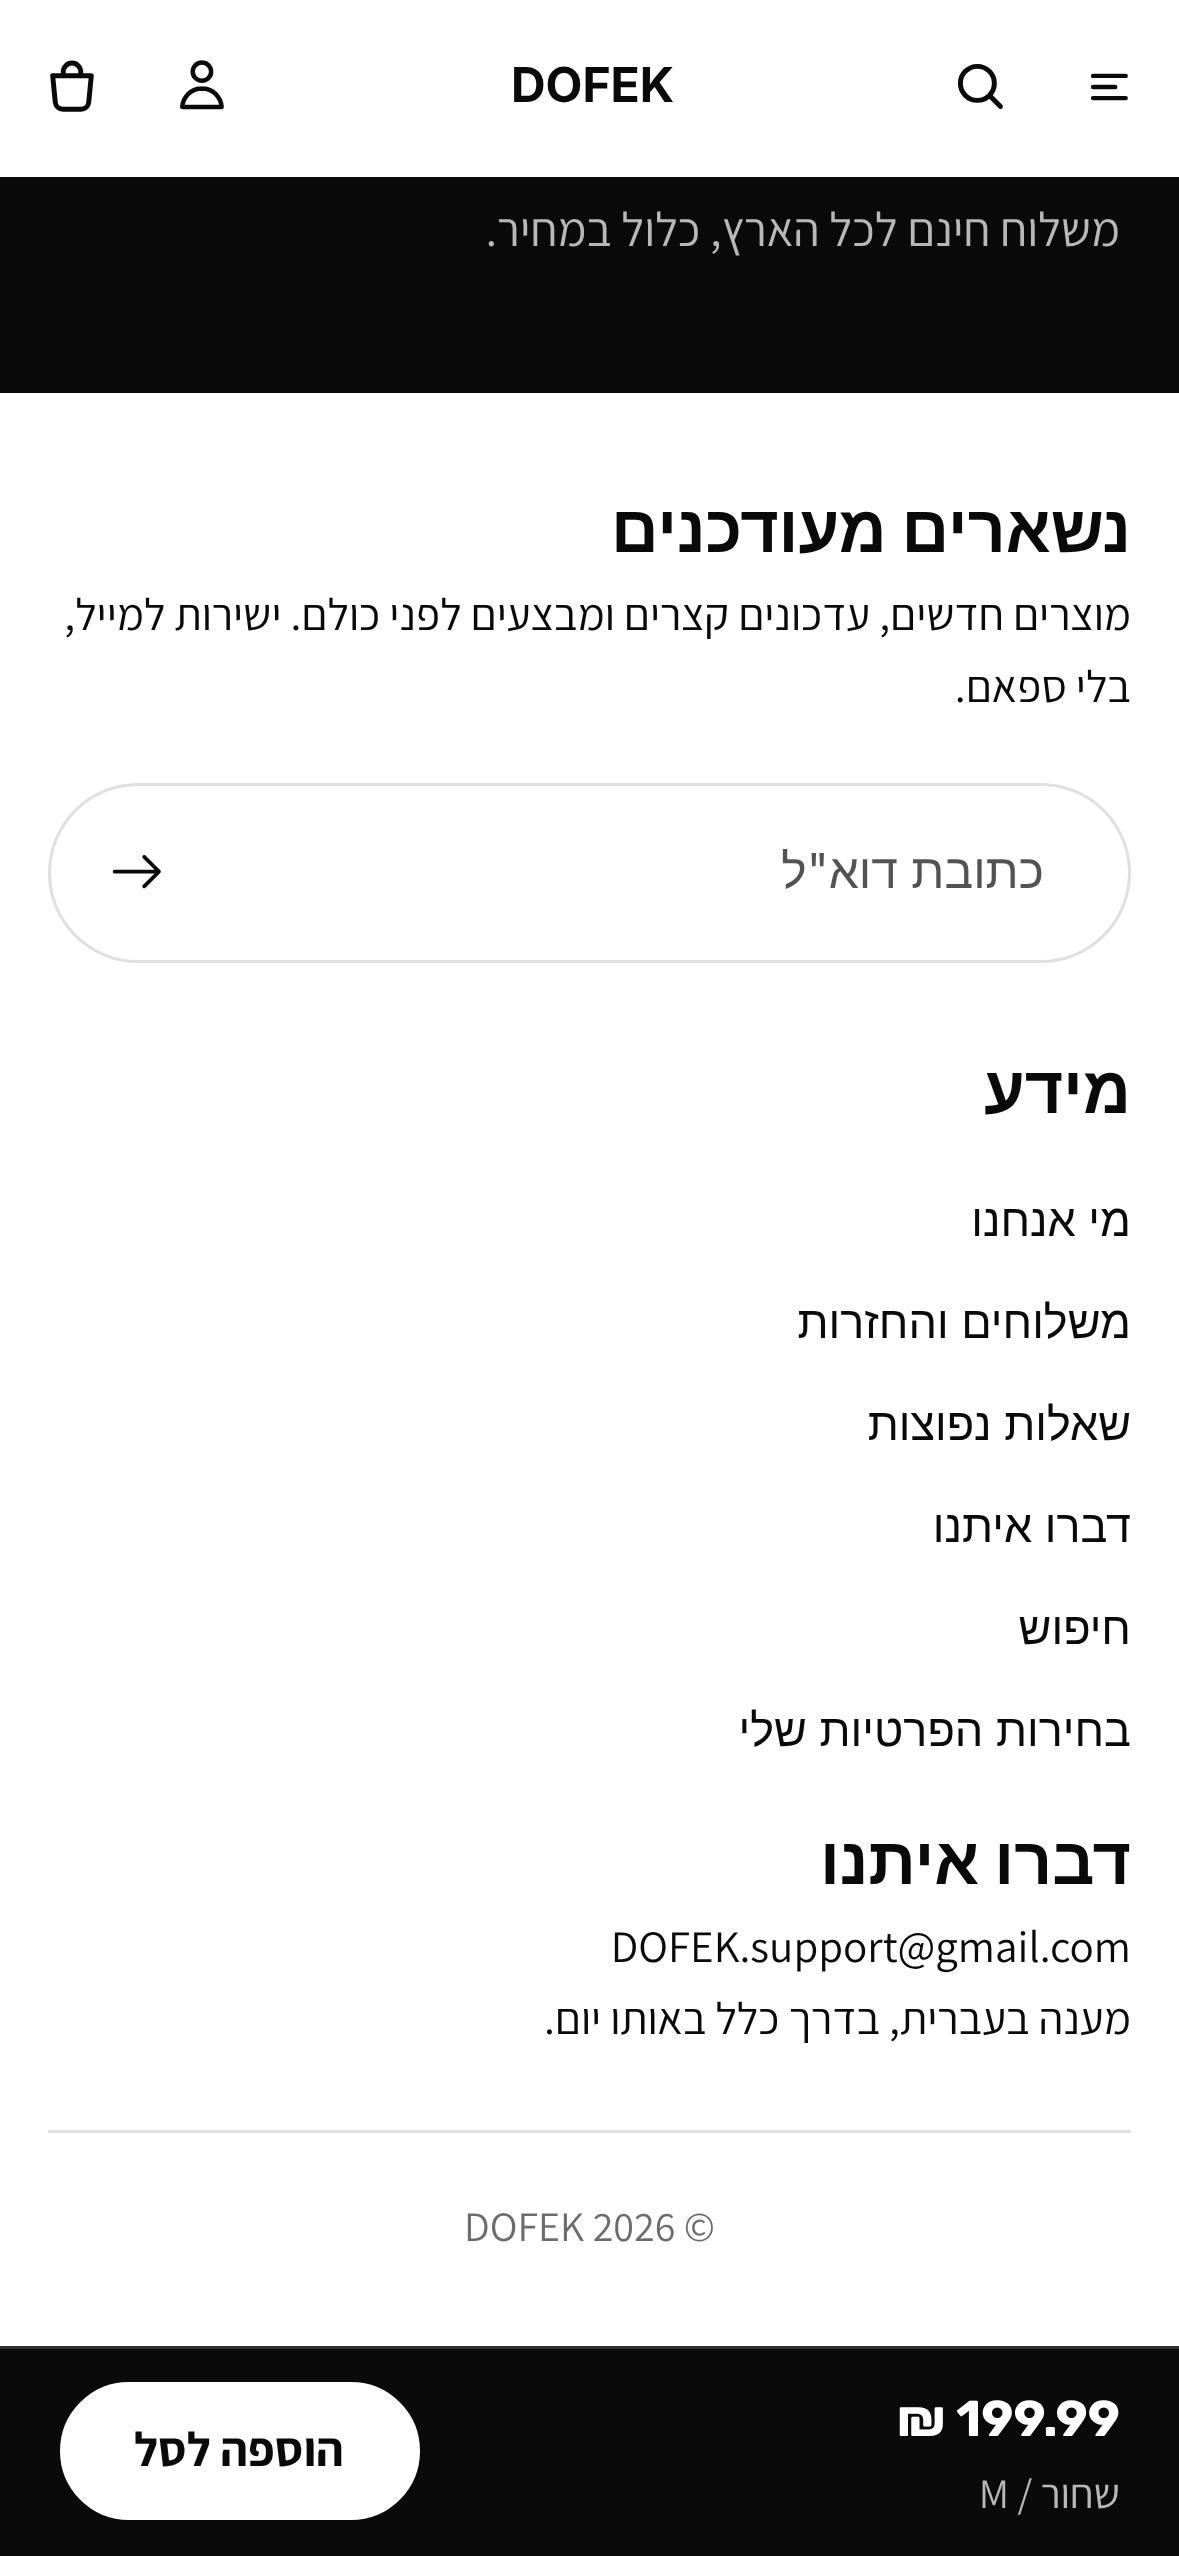 DOFEK
משלוח חינם לכל הארץ, כלול במחיר.
נשארים מעודכנים
מוצרים חדשים, עדכונים קצרים ומבצעים לפני כולם. ישירות למייל,
בלי ספאם.
כתובת דוא"ל
מידע
מי אנחנו
משלוחים והחזרות
שאלות נפוצות
דברו איתנו
חיפוש
בחירות הפרטיות שלי
דברו איתנו
DOFEK.support@gmail.com
מענה בעברית, בדרך כלל באותו יום.
© 2026 DOFEK
199.99 ₪
שחור / M
הוספה לסל